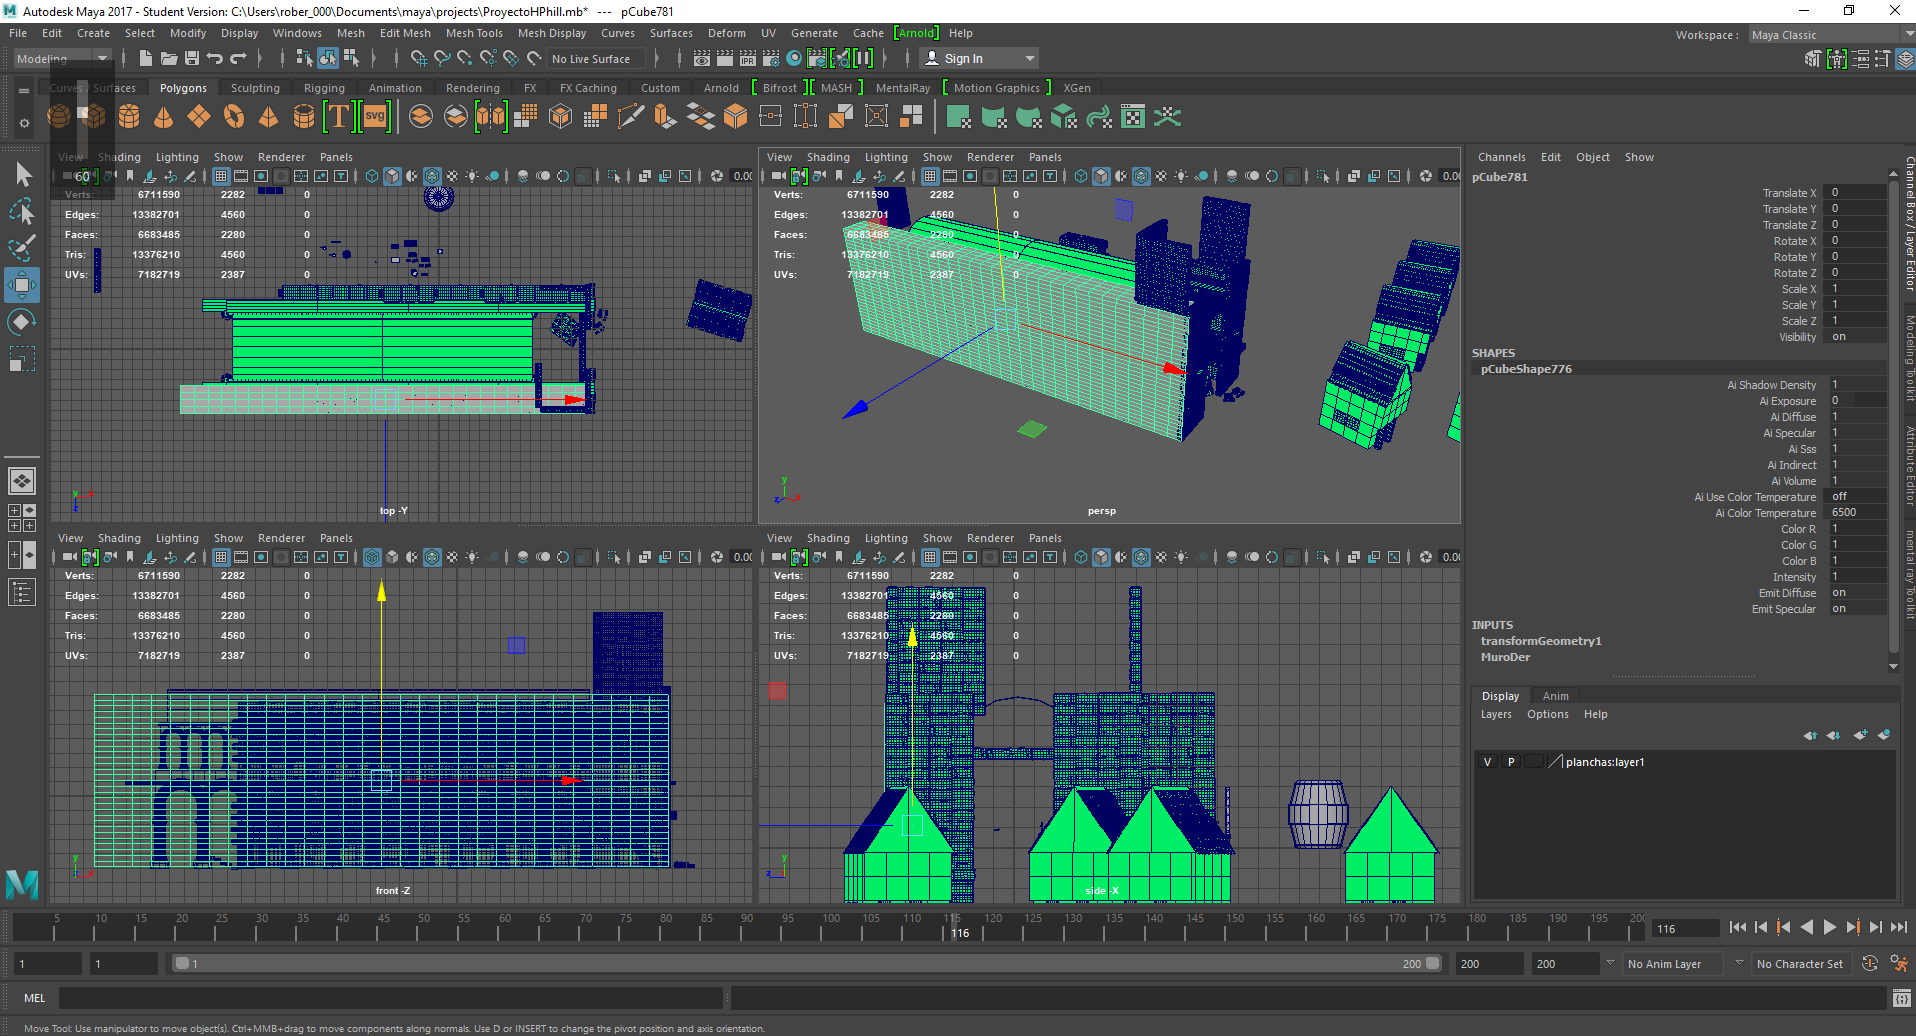 Autodesk Maya 2017 - Student Version: C:\Users\rober_000\Documents\maya\projects\ProyectoHPhill.mb*   ---   pCube781
File Edit Create Select Modify Display Windows Mesh Edit Mesh Mesh Tools Mesh Display Curves Surfaces Deform UV Generate Cache [Arnold] Help
Workspace : Maya Classic
Modeling No Live Surface Sign In
Curves / Surfaces Polygons Sculpting Rigging Animation Rendering FX FX Caching Custom Arnold Bifrost MASH MentalRay Motion Graphics XGen
T svg
60
View Shading Lighting Show Renderer Panels
0.00
Verts: 6711590 2282 0
Edges: 13382701 4560 0
Faces: 6683485 2280 0
Tris: 13376210 4560 0
UVs: 7182719 2387 0
y x z
top -Y
View Shading Lighting Show Renderer Panels
0.0
Verts: 6711590 2282 0
Edges: 13382701 4560 0
Faces: 6683485 2280 0
Tris: 13376210 4560 0
UVs: 7182719 2387 0
y z x
persp
View Shading Lighting Show Renderer Panels
0.00
Verts: 6711590 2282 0
Edges: 13382701 4560 0
Faces: 6683485 2280 0
Tris: 13376210 4560 0
UVs: 7182719 2387 0
y z x
front -Z
View Shading Lighting Show Renderer Panels
0.0
Verts: 6711590 2282 0
Edges: 13382701 4560 0
Faces: 6683485 2280 0
Tris: 13376210 4560 0
UVs: 7182719 2387 0
y z
side -X
Channels Edit Object Show
pCube781
Translate X 0
Translate Y 0
Translate Z 0
Rotate X 0
Rotate Y 0
Rotate Z 0
Scale X 1
Scale Y 1
Scale Z 1
Visibility on
SHAPES
pCubeShape776
Ai Shadow Density 1
Ai Exposure 0
Ai Diffuse 1
Ai Specular 1
Ai Sss 1
Ai Indirect 1
Ai Volume 1
Ai Use Color Temperature off
Ai Color Temperature 6500
Color R 1
Color G 1
Color B 1
Intensity 1
Emit Diffuse on
Emit Specular on
INPUTS
transformGeometry1
MuroDer
Channel Box / Layer Editor
Modeling Toolkit
Attribute Editor
mental ray Toolkit
Display Anim
Layers Options Help
V P planchas:layer1
5 10 15 20 25 30 35 40 45 50 55 60 65 70 75 80 85 90 95 100 105 110 115 120 125 130 135 140 145 150 155 160 165 170 175 180 185 190 195 200
116
116
1 1 1 200 200 200 No Anim Layer No Character Set
MEL
Move Tool: Use manipulator to move object(s). Ctrl+MMB+drag to move components along normals. Use D or INSERT to change the pivot position and axis orientation.